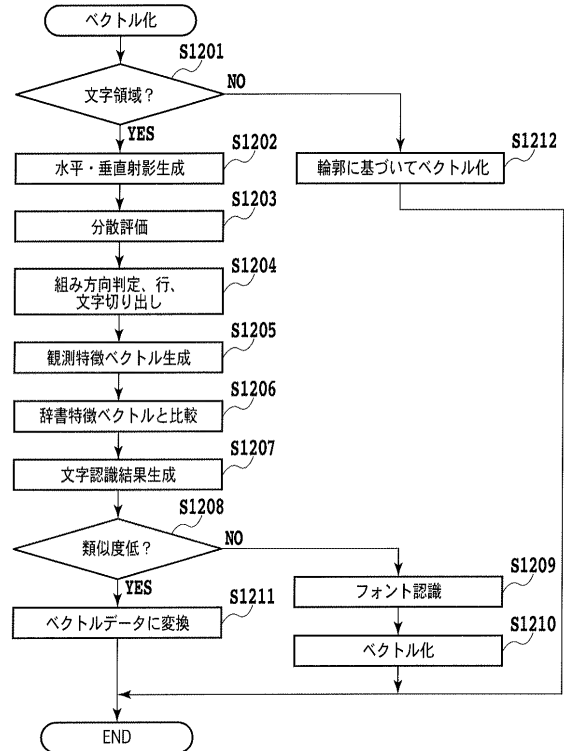 ベクトル化
S1201
文字領域？
NO
YES
S1202
水平・垂直射影生成
S1212
輪郭に基づいてベクトル化
S1203
分散評価
S1204
組み方向判定、行、
文字切り出し
S1205
観測特徴ベクトル生成
S1206
辞書特徴ベクトルと比較
S1207
文字認識結果生成
S1208
類似度低？
NO
YES
S1209
フォント認識
S1211
ベクトルデータに変換
S1210
ベクトル化
END